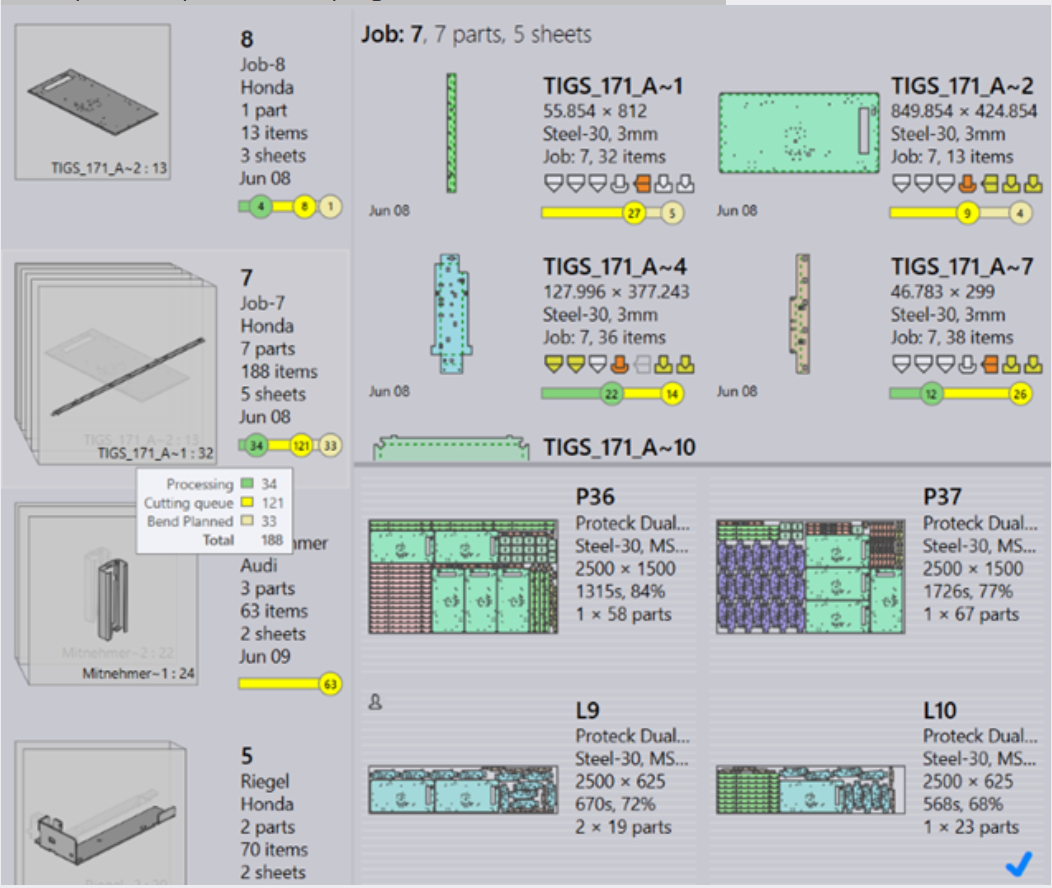 8
Job-8
Honda
1 part
13 items
3 sheets
Jun 08
TIGS_171_A~2 : 13
4 8 1
7
Job-7
Honda
7 parts
188 items
5 sheets
Jun 08
TIGS_171_A~2 : 13
TIGS_171_A~1 : 32
34 121 33
Processing 34
Cutting queue 121
Bend Planned 33
Total 188
Audi
3 parts
63 items
2 sheets
Jun 09
Mitnehmer~2 : 22
Mitnehmer~1 : 24
63
5
Riegel
Honda
2 parts
70 items
2 sheets
Job: 7, 7 parts, 5 sheets
TIGS_171_A~1
55.854 × 812
Steel-30, 3mm
Job: 7, 32 items
Jun 08
27 5
TIGS_171_A~2
849.854 × 424.854
Steel-30, 3mm
Job: 7, 13 items
Jun 08
9 4
TIGS_171_A~4
127.996 × 377.243
Steel-30, 3mm
Job: 7, 36 items
Jun 08
22 14
TIGS_171_A~7
46.783 × 299
Steel-30, 3mm
Job: 7, 38 items
Jun 08
12 26
TIGS_171_A~10
P36
Proteck Dual...
Steel-30, MS...
2500 × 1500
1315s, 84%
1 × 58 parts
P37
Proteck Dual...
Steel-30, MS...
2500 × 1500
1726s, 77%
1 × 67 parts
L9
Proteck Dual...
Steel-30, MS...
2500 × 625
670s, 72%
2 × 19 parts
L10
Proteck Dual...
Steel-30, MS...
2500 × 625
568s, 68%
1 × 23 parts